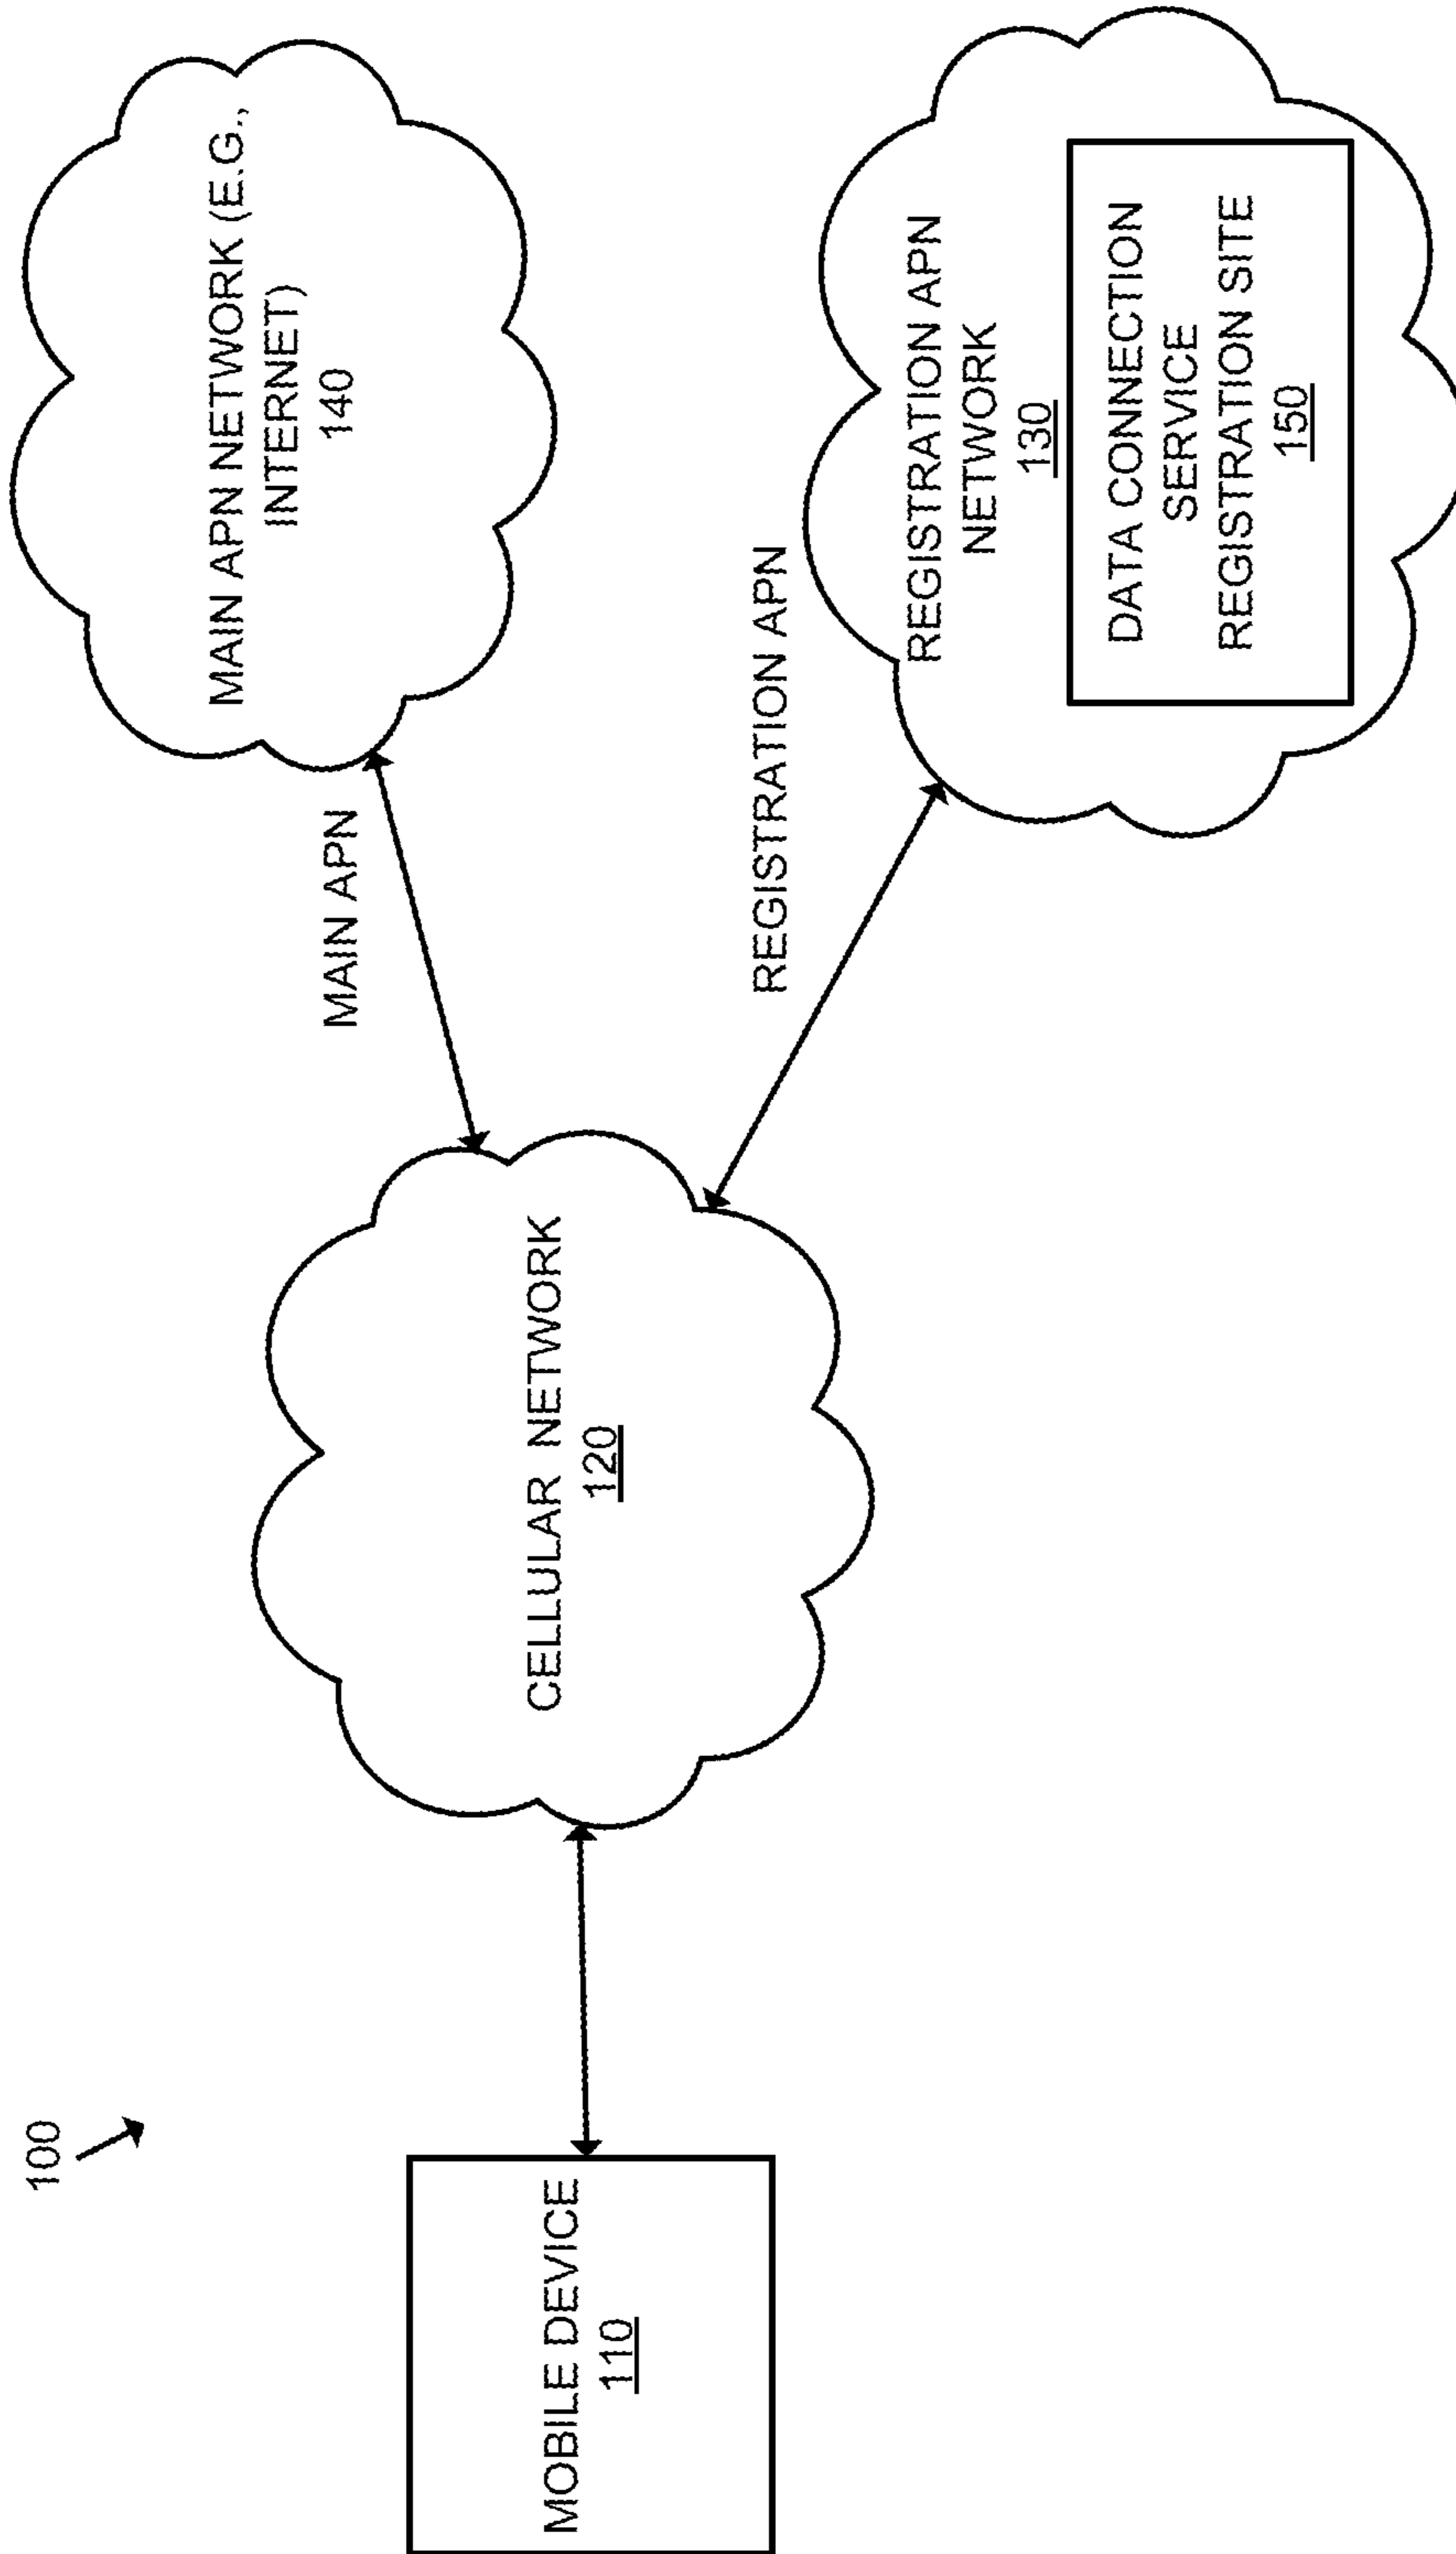 100
MOBILE DEVICE
110
CELLULAR NETWORK
120
MAIN APN
REGISTRATION APN
MAIN APN NETWORK (E.G.,
INTERNET)
140
REGISTRATION APN
NETWORK
130
DATA CONNECTION
SERVICE
REGISTRATION SITE
150